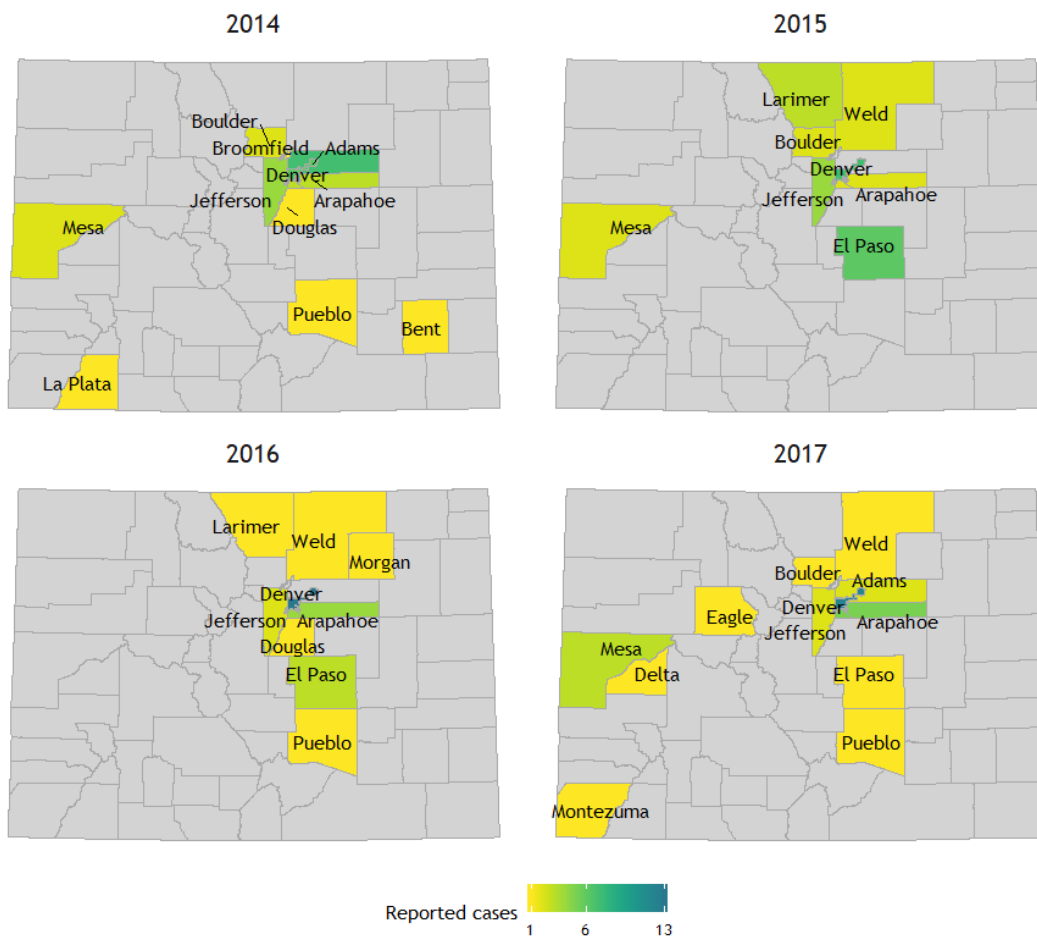 2014
2015
Boulder
Broomfield
Adams
Denver
Jefferson
Arapahoe
Douglas
Mesa
Pueblo
Bent
La Plata
Larimer
Weld
Boulder
Denver
Jefferson
Arapahoe
Mesa
El Paso
2016
2017
Larimer
Weld
Morgan
Denver
Jefferson
Arapahoe
Douglas
El Paso
Pueblo
Weld
Boulder
Adams
Eagle
Denver
Arapahoe
Jefferson
Mesa
Delta
El Paso
Pueblo
Montezuma
Reported cases
1 6 13